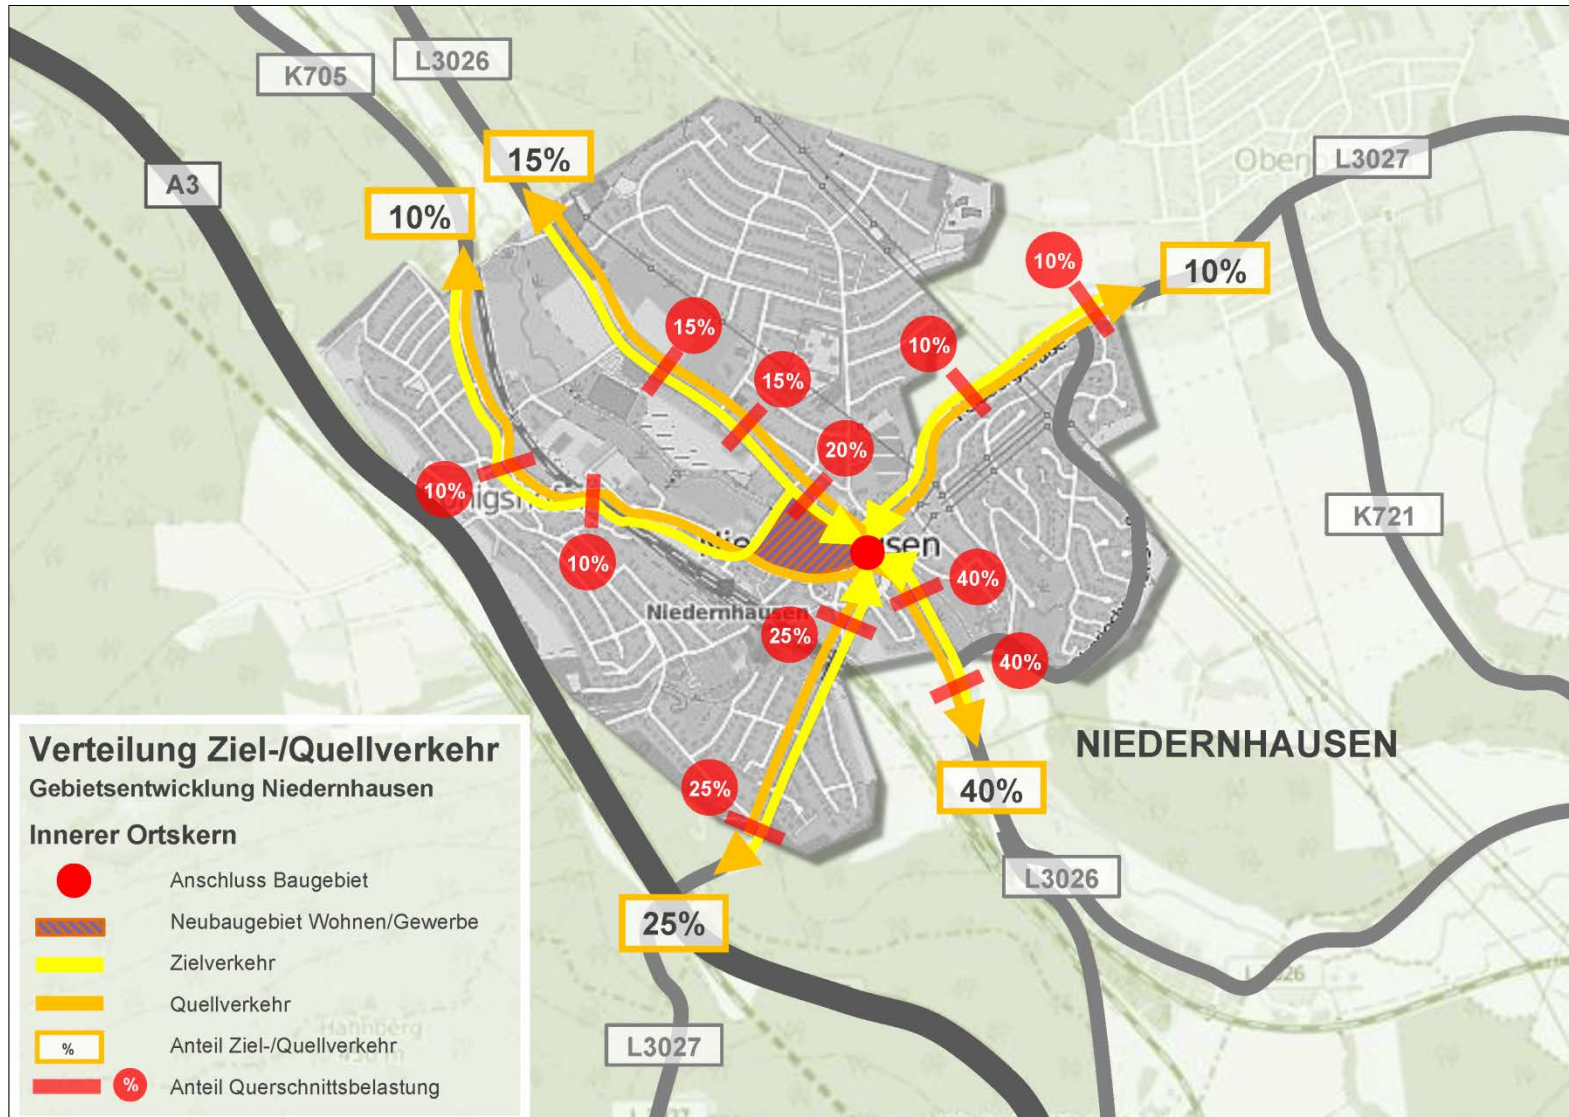 K705
L3026
A3
15%
10%
L3027
10%
10%
10%
15%
15%
20%
10%
10%
K721
40%
Niedernhausen
25%
40%
NIEDERNHAUSEN
25%
40%
25%
L3026
L3027
Verteilung Ziel-/Quellverkehr
Gebietsentwicklung Niedernhausen
Innerer Ortskern
Anschluss Baugebiet
Neubaugebiet Wohnen/Gewerbe
Zielverkehr
Quellverkehr
%
Anteil Ziel-/Quellverkehr
%
Anteil Querschnittsbelastung